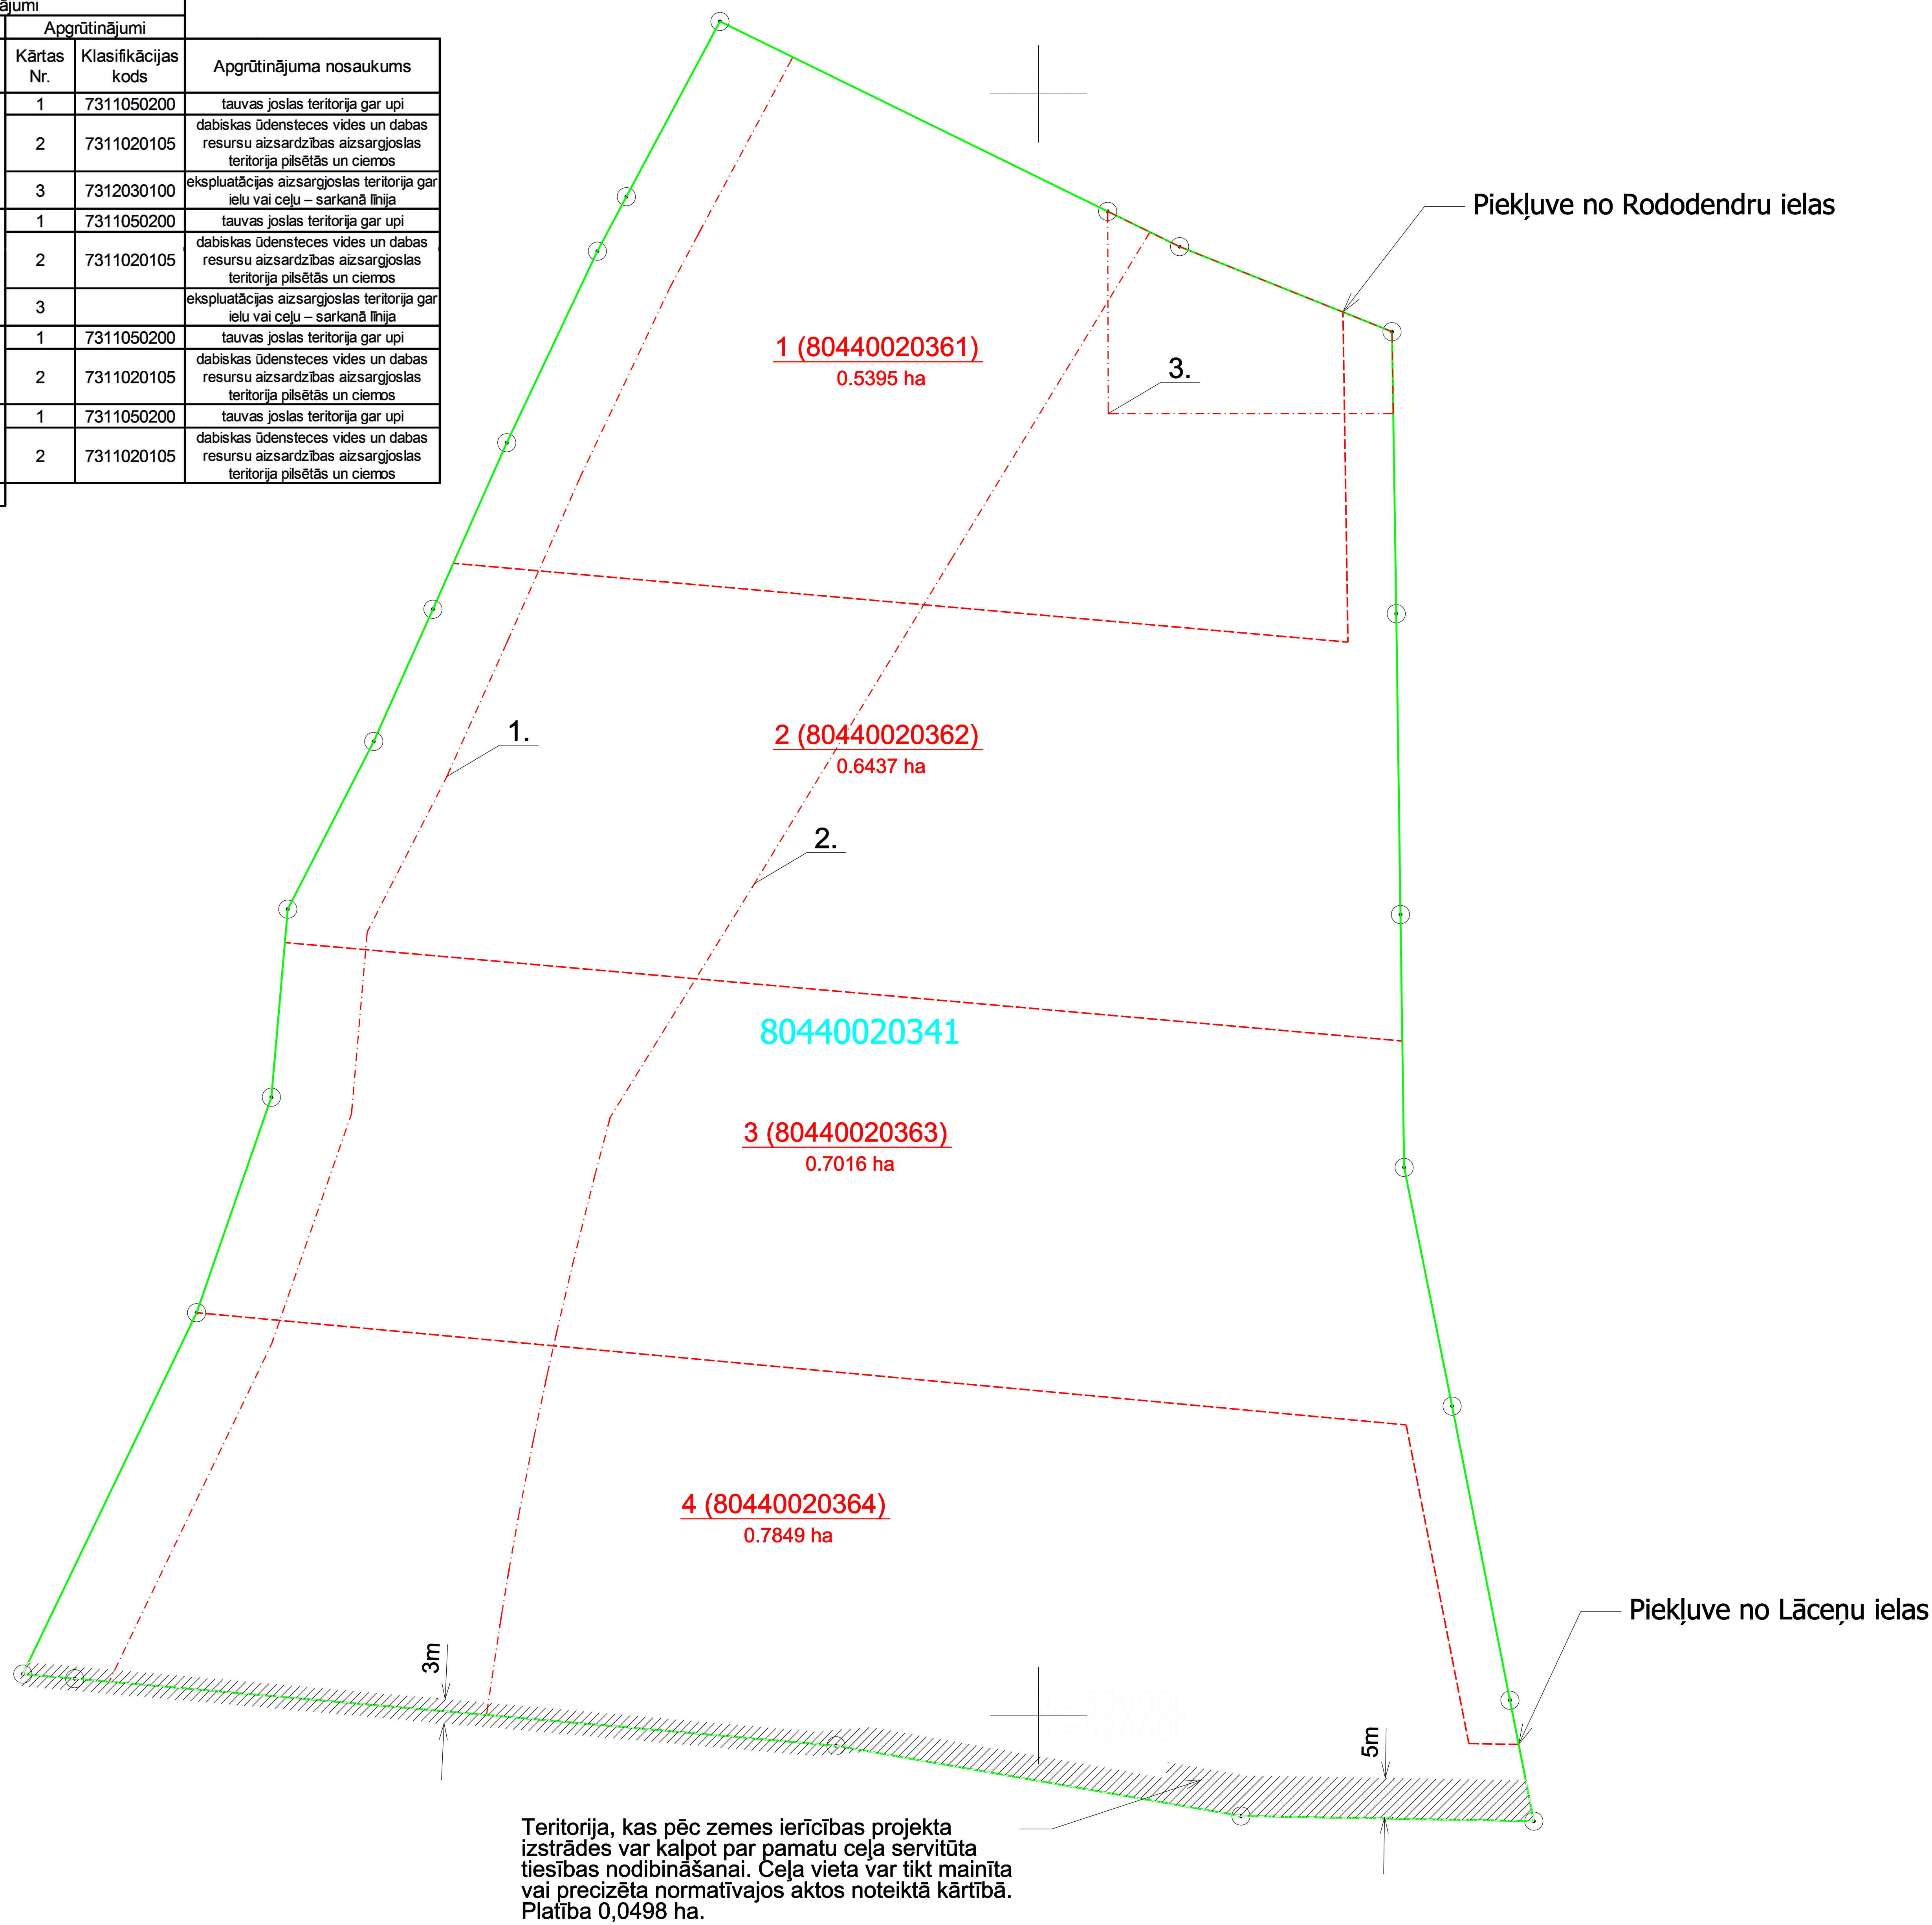 ājumi
Apgrūtinājumi
Kārtas Nr.
Klasifikācijas kods
Apgrūtinājuma nosaukums
1 7311050200 tauvas joslas teritorija gar upi
2 7311020105 dabiskas ūdensteces vides un dabas
resursu aizsardzības aizsargjoslas
teritorija pilsētās un ciemos
3 7312030100 ekspluatācijas aizsargjoslas teritorija gar
ielu vai ceļu – sarkanā līnija
1 7311050200 tauvas joslas teritorija gar upi
2 7311020105 dabiskas ūdensteces vides un dabas
resursu aizsardzības aizsargjoslas
teritorija pilsētās un ciemos
3 ekspluatācijas aizsargjoslas teritorija gar
ielu vai ceļu – sarkanā līnija
1 7311050200 tauvas joslas teritorija gar upi
2 7311020105 dabiskas ūdensteces vides un dabas
resursu aizsardzības aizsargjoslas
teritorija pilsētās un ciemos
1 7311050200 tauvas joslas teritorija gar upi
2 7311020105 dabiskas ūdensteces vides un dabas
resursu aizsardzības aizsargjoslas
teritorija pilsētās un ciemos
Piekļuve no Rododendru ielas
1 (80440020361)
0.5395 ha
3.
1.
2 (80440020362)
0.6437 ha
2.
80440020341
3 (80440020363)
0.7016 ha
4 (80440020364)
0.7849 ha
Piekļuve no Lāceņu ielas
3m
5m
Teritorija, kas pēc zemes ierīcības projekta
izstrādes var kalpot par pamatu ceļa servitūta
tiesības nodibināšanai. Ceļa vieta var tikt mainīta
vai precizēta normatīvajos aktos noteiktā kārtībā.
Platība 0,0498 ha.